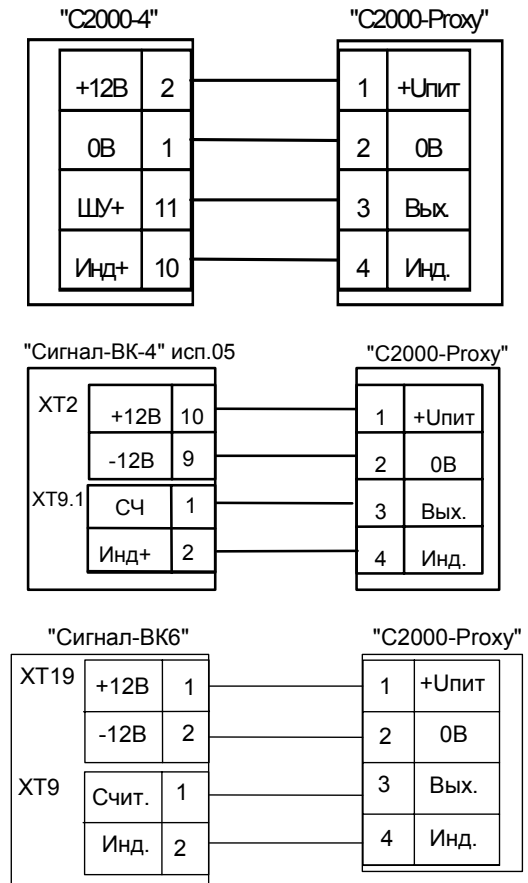 "С2000-4" "С2000-Proxy"
+12В 2 1 +Uпит
0В 1 2 0В
ШУ+ 11 3 Вых.
Инд+ 10 4 Инд.
"Сигнал-ВК-4" исп.05 "С2000-Proxy"
XT2 +12В 10 1 +Uпит
-12В 9 2 0В
XT9.1 СЧ 1 3 Вых.
Инд+ 2 4 Инд.
"Сигнал-ВК6" "С2000-Proxy"
XT19 +12В 1 1 +Uпит
-12В 2 2 0В
XT9 Счит. 1 3 Вых.
Инд. 2 4 Инд.